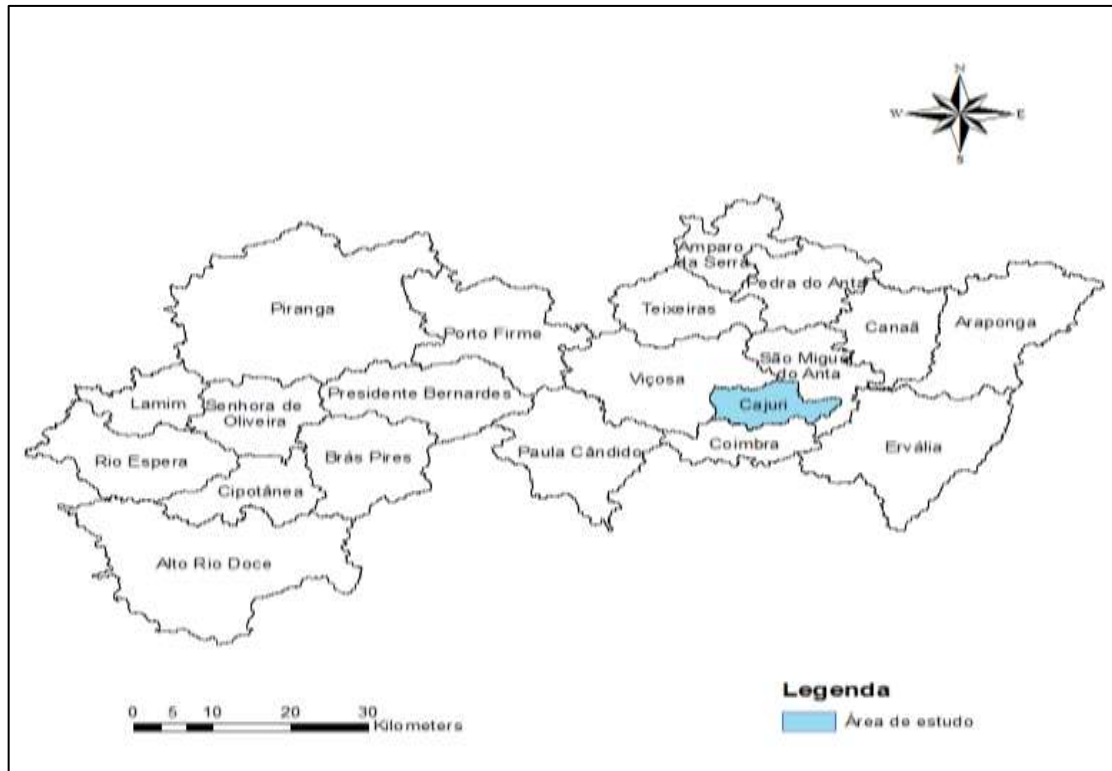 N
W E
S
Amparo
da Serra
Pedra do Anta
Teixeiras
Canaã
Araponga
Piranga
Porto Firme
São Miguel
do Anta
Viçosa
Presidente Bernardes
Lamim
Senhora de
Oliveira
Cajuri
Coimbra
Ervália
Paula Cândido
Rio Espera
Brás Pires
Cipotânea
Alto Rio Doce
Legenda
Área de estudo
0 5 10 20 30
Kilometers